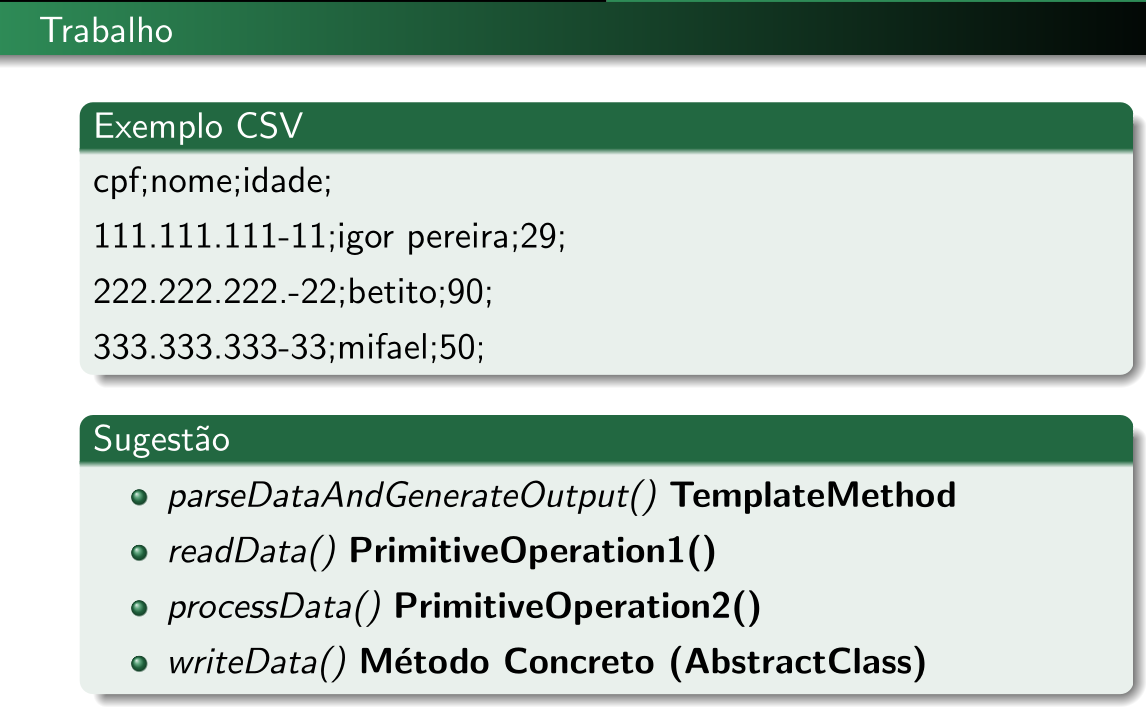 Trabalho
Exemplo CSV
cpf;nome;idade;
111.111.111-11;igor pereira;29;
222.222.222.-22;betito;90;
333.333.333-33;mifael;50;
Sugestão
parseDataAndGenerateOutput() TemplateMethod
readData() PrimitiveOperation1()
processData() PrimitiveOperation2()
writeData() Método Concreto (AbstractClass)